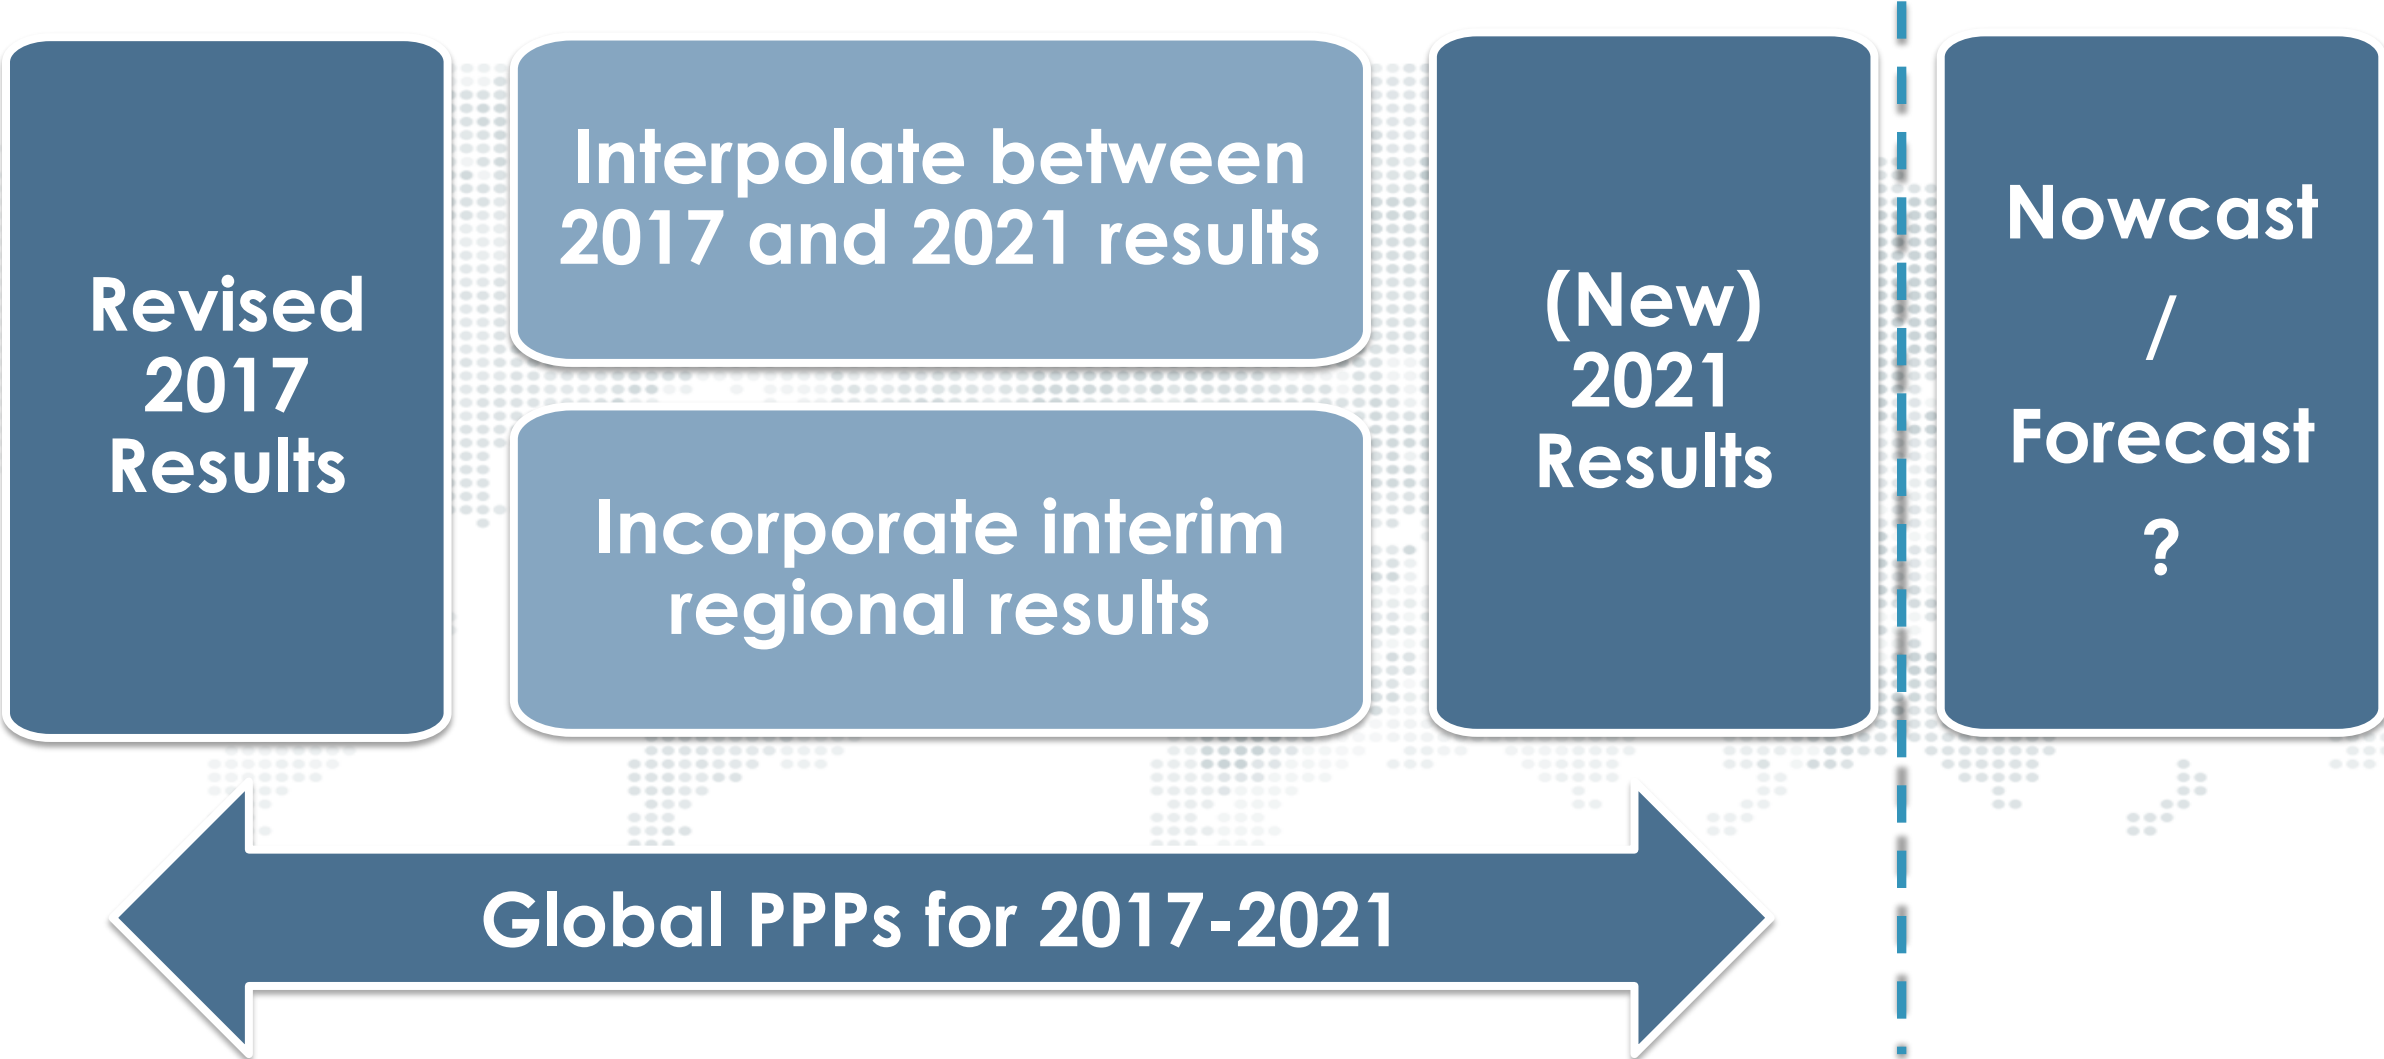 Revised
2017
Results
Interpolate between
2017 and 2021 results
Incorporate interim
regional results
(New)
2021
Results
Nowcast
/
Forecast
?
Global PPPs for 2017-2021